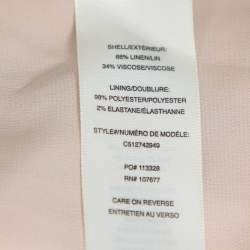 SHELL/EXTÉRIEUR:
66% LINEN/LIN
34% VISCOSE/VISCOSE
LINING/DOUBLURE:
98% POLYESTER/POLYESTER
2% ELASTANE/ÉLASTHANNE
STYLE#/NUMÉRO DE MODÈLE:
C512742949
PO# 113328
RN# 107677
CARE ON REVERSE
ENTRETIEN AU VERSO